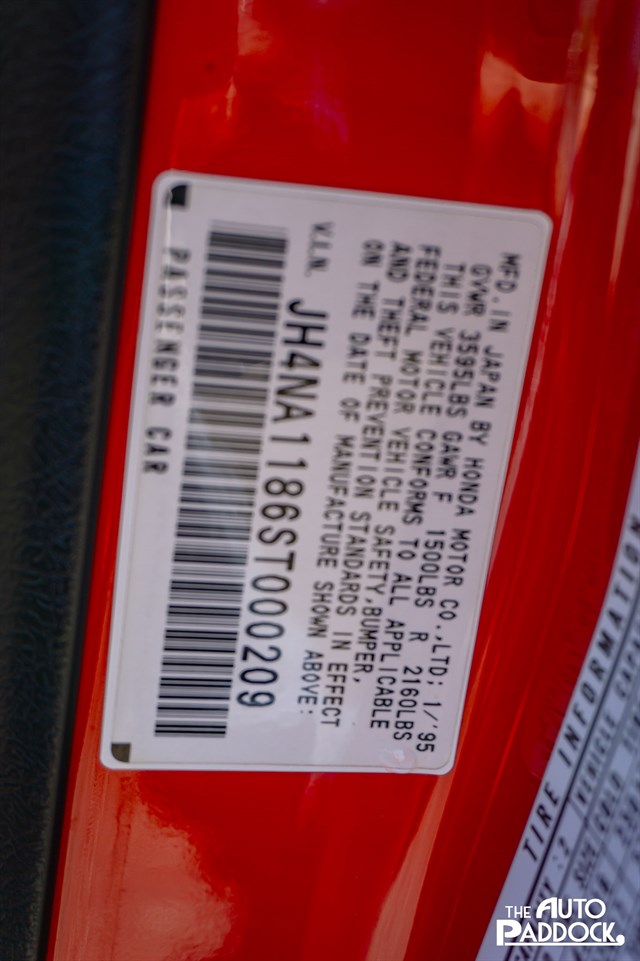 MFD. IN JAPAN BY HONDA MOTOR CO.,LTD; 1/'95
GVWR 3595LBS GAWR F 1500LBS R 2160LBS
THIS VEHICLE CONFORMS TO ALL APPLICABLE
FEDERAL MOTOR VEHICLE SAFETY,BUMPER,
AND THEFT PREVENTION STANDARDS IN EFFECT
ON THE DATE OF MANUFACTURE SHOWN ABOVE:
V.I.N. JH4NA1186ST000209
PASSENGER CAR
TIRE INFORMATION
VEHICLE
THE AUTO
PADDOCK.